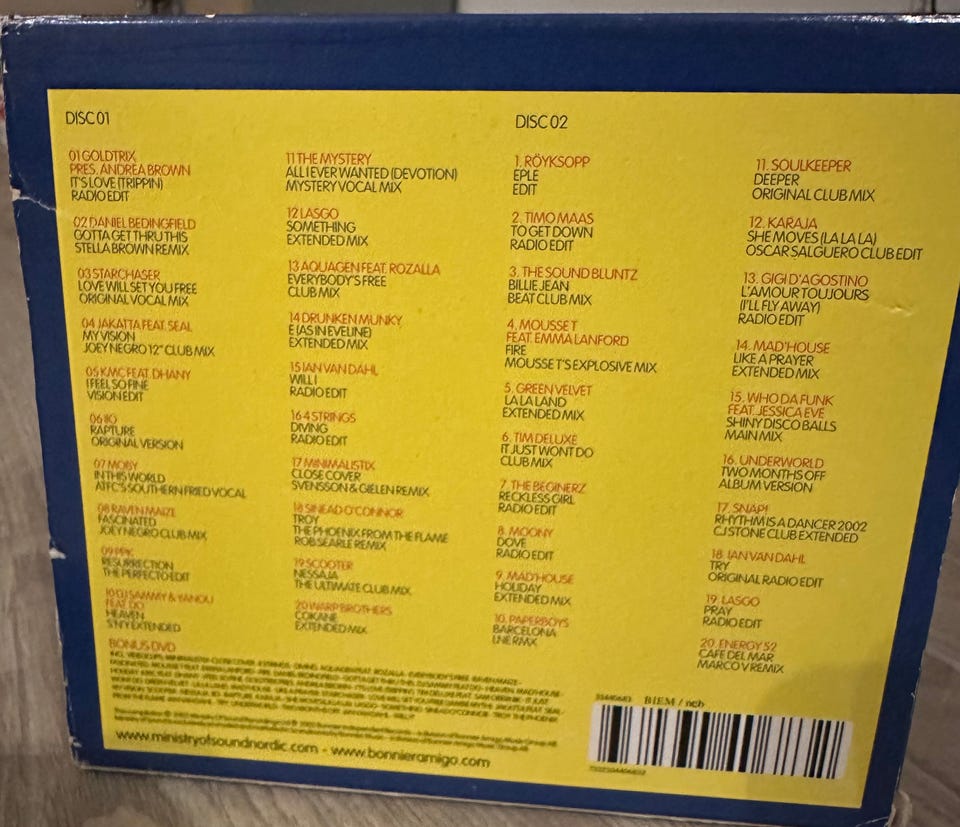 DISC 01
01 GOLDTRIX
PRES. ANDREA BROWN
IT'S LOVE (TRIPPIN)
RADIO EDIT
02 DANIEL BEDINGFIELD
GOTTA GET THRU THIS
STELLA BROWN REMIX
03 STARCHASER
LOVE WILL SET YOU FREE
ORIGINAL VOCAL MIX
04 JAKATTA FEAT. SEAL
MY VISION
JOEY NEGRO 12" CLUB MIX
05 KMC FEAT. DHANY
I FEEL SO FINE
VISION EDIT
06 IIO
RAPTURE
ORIGINAL VERSION
07 MOBY
IN THIS WORLD
ATFC'S SOUTHERN FRIED VOCAL
08 RAVEN MAIZE
FASCINATED
JOEY NEGRO CLUB MIX
09 PPK
RESURRECTION
THE PERFECTO EDIT
10 DJ SAMMY & YANOU
FEAT. DO
HEAVEN
S'N'Y EXTENDED
11 THE MYSTERY
ALL I EVER WANTED (DEVOTION)
MYSTERY VOCAL MIX
12 LASGO
SOMETHING
EXTENDED MIX
13 AQUAGEN FEAT. ROZALLA
EVERYBODY'S FREE
CLUB MIX
14 DRUNKEN MUNKY
E (AS IN EVELINE)
EXTENDED MIX
15 IAN VAN DAHL
WILL I
RADIO EDIT
16 4 STRINGS
DIVING
RADIO EDIT
17 MINIMALISTIX
CLOSE COVER
SVENSSON & GIELEN REMIX
18 SINEAD O'CONNOR
TROY
THE PHOENIX FROM THE FLAME
ROB SEARLE REMIX
19 SCOOTER
NESSAJA
THE ULTIMATE CLUB MIX
20 WARP BROTHERS
COKANE
EXTENDED MIX
DISC 02
1. RÖYKSOPP
EPLE
EDIT
2. TIMO MAAS
TO GET DOWN
RADIO EDIT
3. THE SOUND BLUNTZ
BILLIE JEAN
BEAT CLUB MIX
4. MOUSSE T
FEAT. EMMA LANFORD
FIRE
MOUSSE T'S EXPLOSIVE MIX
5. GREEN VELVET
LA LA LAND
EXTENDED MIX
6. TIM DELUXE
IT JUST WONT DO
CLUB MIX
7. THE BEGINERZ
RECKLESS GIRL
RADIO EDIT
8. MOONY
DOVE
RADIO EDIT
9. MAD'HOUSE
HOLIDAY
EXTENDED MIX
10. PAPERBOYS
BARCELONA
LNE RMX
11. SOULKEEPER
DEEPER
ORIGINAL CLUB MIX
12. KARAJA
SHE MOVES (LA LA LA)
OSCAR SALGUERO CLUB EDIT
13. GIGI D'AGOSTINO
L'AMOUR TOUJOURS
(I'LL FLY AWAY)
RADIO EDIT
14. MAD'HOUSE
LIKE A PRAYER
EXTENDED MIX
15. WHO DA FUNK
FEAT. JESSICA EVE
SHINY DISCO BALLS
MAIN MIX
16. UNDERWORLD
TWO MONTHS OFF
ALBUM VERSION
17. SNAP!
RHYTHM IS A DANCER 2002
CJ STONE CLUB EXTENDED
18. IAN VAN DAHL
TRY
ORIGINAL RADIO EDIT
19. LASGO
PRAY
RADIO EDIT
20. ENERGY 52
CAFE DEL MAR
MARCO V REMIX
BONUS DVD
www.ministryofsoundnordic.com - www.bonnieramigo.com
BIEM / ncb